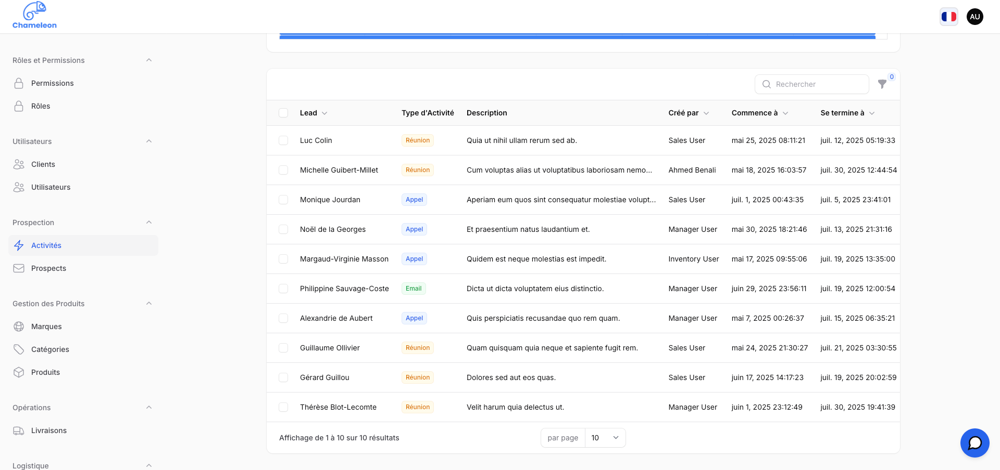 Chameleon
AU
Rôles et Permissions
Permissions
Rôles
Utilisateurs
Clients
Utilisateurs
Prospection
Activités
Prospects
Gestion des Produits
Marques
Catégories
Produits
Opérations
Livraisons
Logistique
Rechercher
0
Lead Type d'Activité Description Créé par Commence à Se termine à
Luc Colin Réunion Quia ut nihil ullam rerum sed ab. Sales User mai 25, 2025 08:11:21 juil. 12, 2025 05:19:33
Michelle Guibert-Millet Réunion Cum voluptas alias ut voluptatibus laboriosam nemo... Ahmed Benali mai 18, 2025 16:03:57 juil. 30, 2025 12:44:54
Monique Jourdan Appel Aperiam eum quos sint consequatur molestiae volupt... Sales User juil. 1, 2025 00:43:35 juil. 5, 2025 23:41:01
Noël de la Georges Appel Et praesentium natus laudantium et. Manager User mai 30, 2025 18:21:46 juil. 13, 2025 21:31:16
Margaud-Virginie Masson Appel Quidem est neque molestias est impedit. Inventory User mai 17, 2025 09:55:06 juil. 19, 2025 13:35:00
Philippine Sauvage-Coste Email Dicta ut dicta voluptatem eius distinctio. Manager User juin 29, 2025 23:56:11 juil. 19, 2025 12:00:54
Alexandrie de Aubert Appel Quis perspiciatis recusandae quo rem quam. Manager User mai 7, 2025 00:26:37 juil. 15, 2025 06:35:21
Guillaume Ollivier Réunion Quam quisquam quia neque et sapiente fugit rem. Sales User mai 24, 2025 21:30:27 juil. 21, 2025 03:30:55
Gérard Guillou Réunion Dolores sed aut eos quas. Sales User juin 17, 2025 14:17:23 juil. 19, 2025 20:02:59
Thérèse Blot-Lecomte Réunion Velit harum quia delectus ut. Manager User juin 1, 2025 23:12:49 juil. 30, 2025 19:41:39
Affichage de 1 à 10 sur 10 résultats par page 10